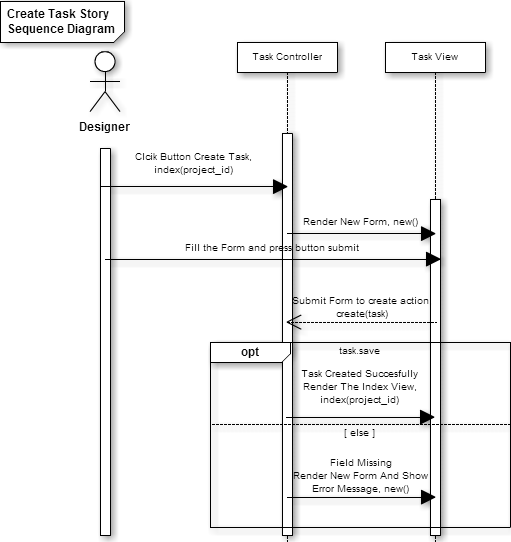 Create Task Story
Sequence Diagram
Task Controller
Task View
Designer
Clcik Button Create Task,
index(project_id)
Render New Form, new()
Fill the Form and press button submit
Submit Form to create action
create(task)
opt
task.save
Task Created Succesfully
Render The Index View,
index(project_id)
[ else ]
Field Missing
Render New Form And Show
Error Message, new()